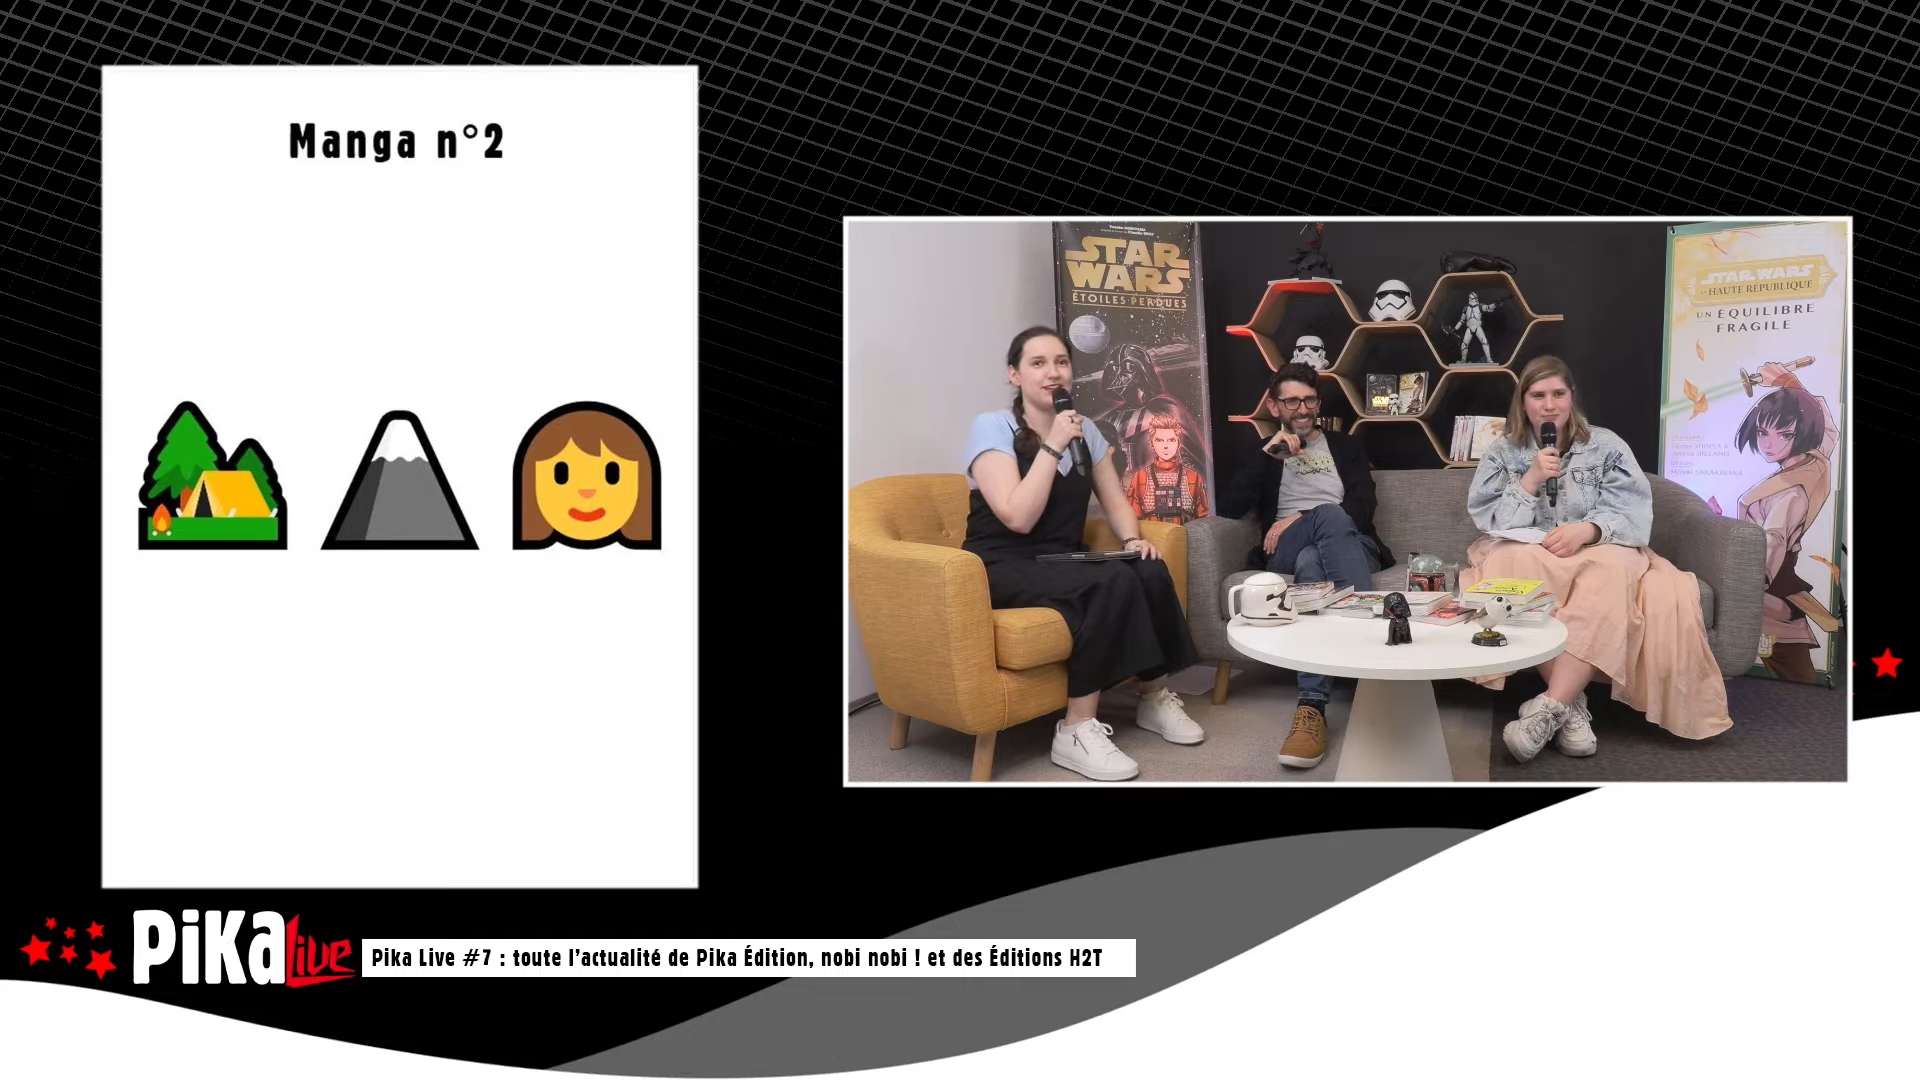 Manga n°2
STAR
WARS
ÉTOILES PERDUES
STAR WARS
LA HAUTE RÉPUBLIQUE
UN ÉQUILIBRE
FRAGILE
PiKa Live
Pika Live #7 : toute l'actualité de Pika Édition, nobi nobi ! et des Éditions H2T